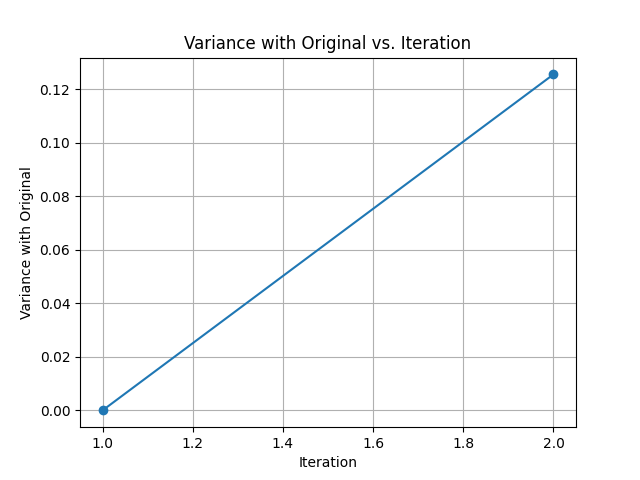 Variance with Original vs. Iteration
Variance with Original
0.12
0.10
0.08
0.06
0.04
0.02
0.00
1.0 1.2 1.4 1.6 1.8 2.0
Iteration